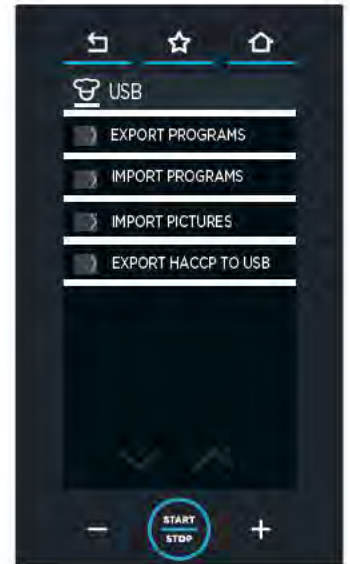 USB
EXPORT PROGRAMS
IMPORT PROGRAMS
IMPORT PICTURES
EXPORT HACCP TO USB
START
STOP